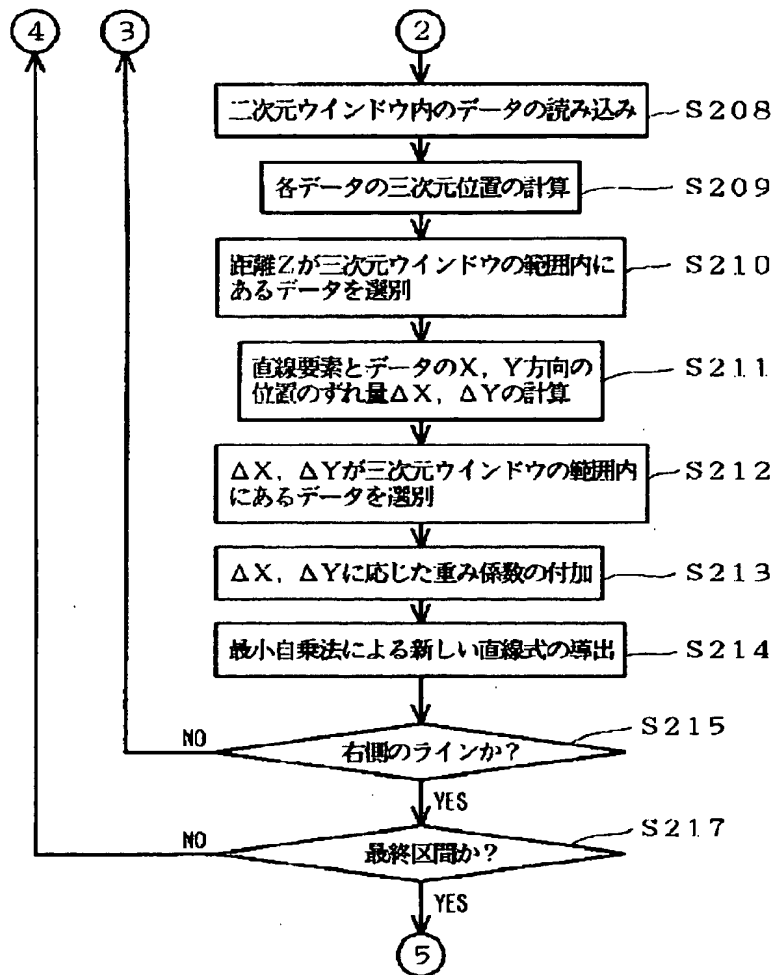 ④ ③ ②
二次元ウインドウ内のデータの読み込み S208
各データの三次元位置の計算 S209
距離Zが三次元ウインドウの範囲内に
あるデータを選別 S210
直線要素とデータのX,Y方向の
位置のずれ量ΔX,ΔYの計算 S211
ΔX,ΔYが三次元ウインドウの範囲内
にあるデータを選別 S212
ΔX,ΔYに応じた重み係数の付加 S213
最小自乗法による新しい直線式の導出 S214
S215
NO 右側のラインか?
YES
S217
NO 最終区間か?
YES
⑤